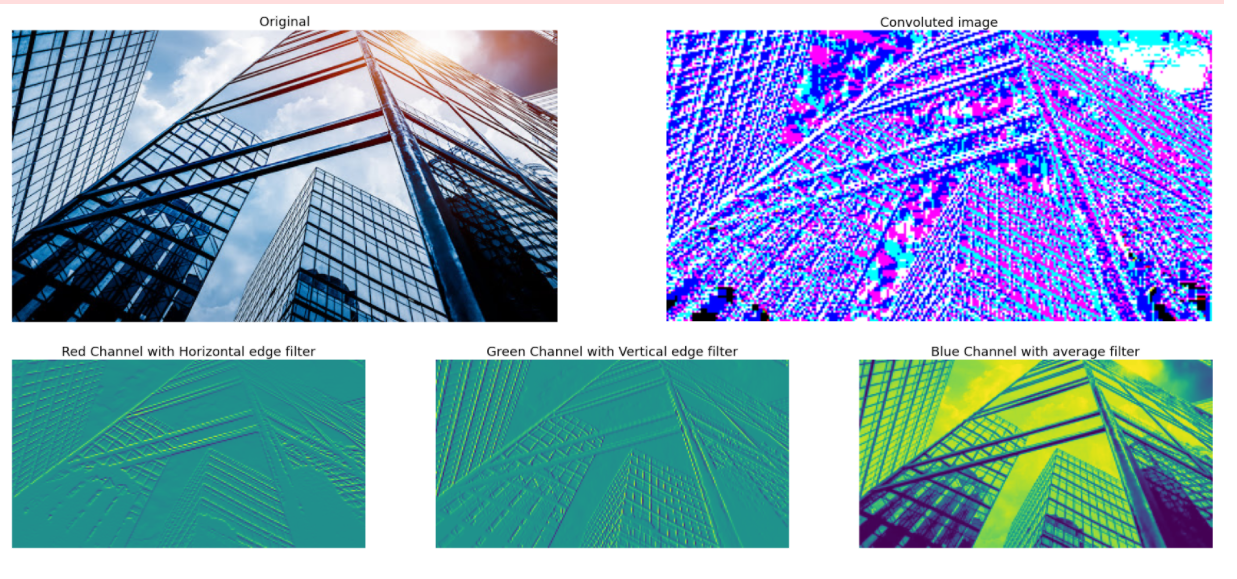 Original
Convoluted image
Red Channel with Horizontal edge filter
Green Channel with Vertical edge filter
Blue Channel with average filter